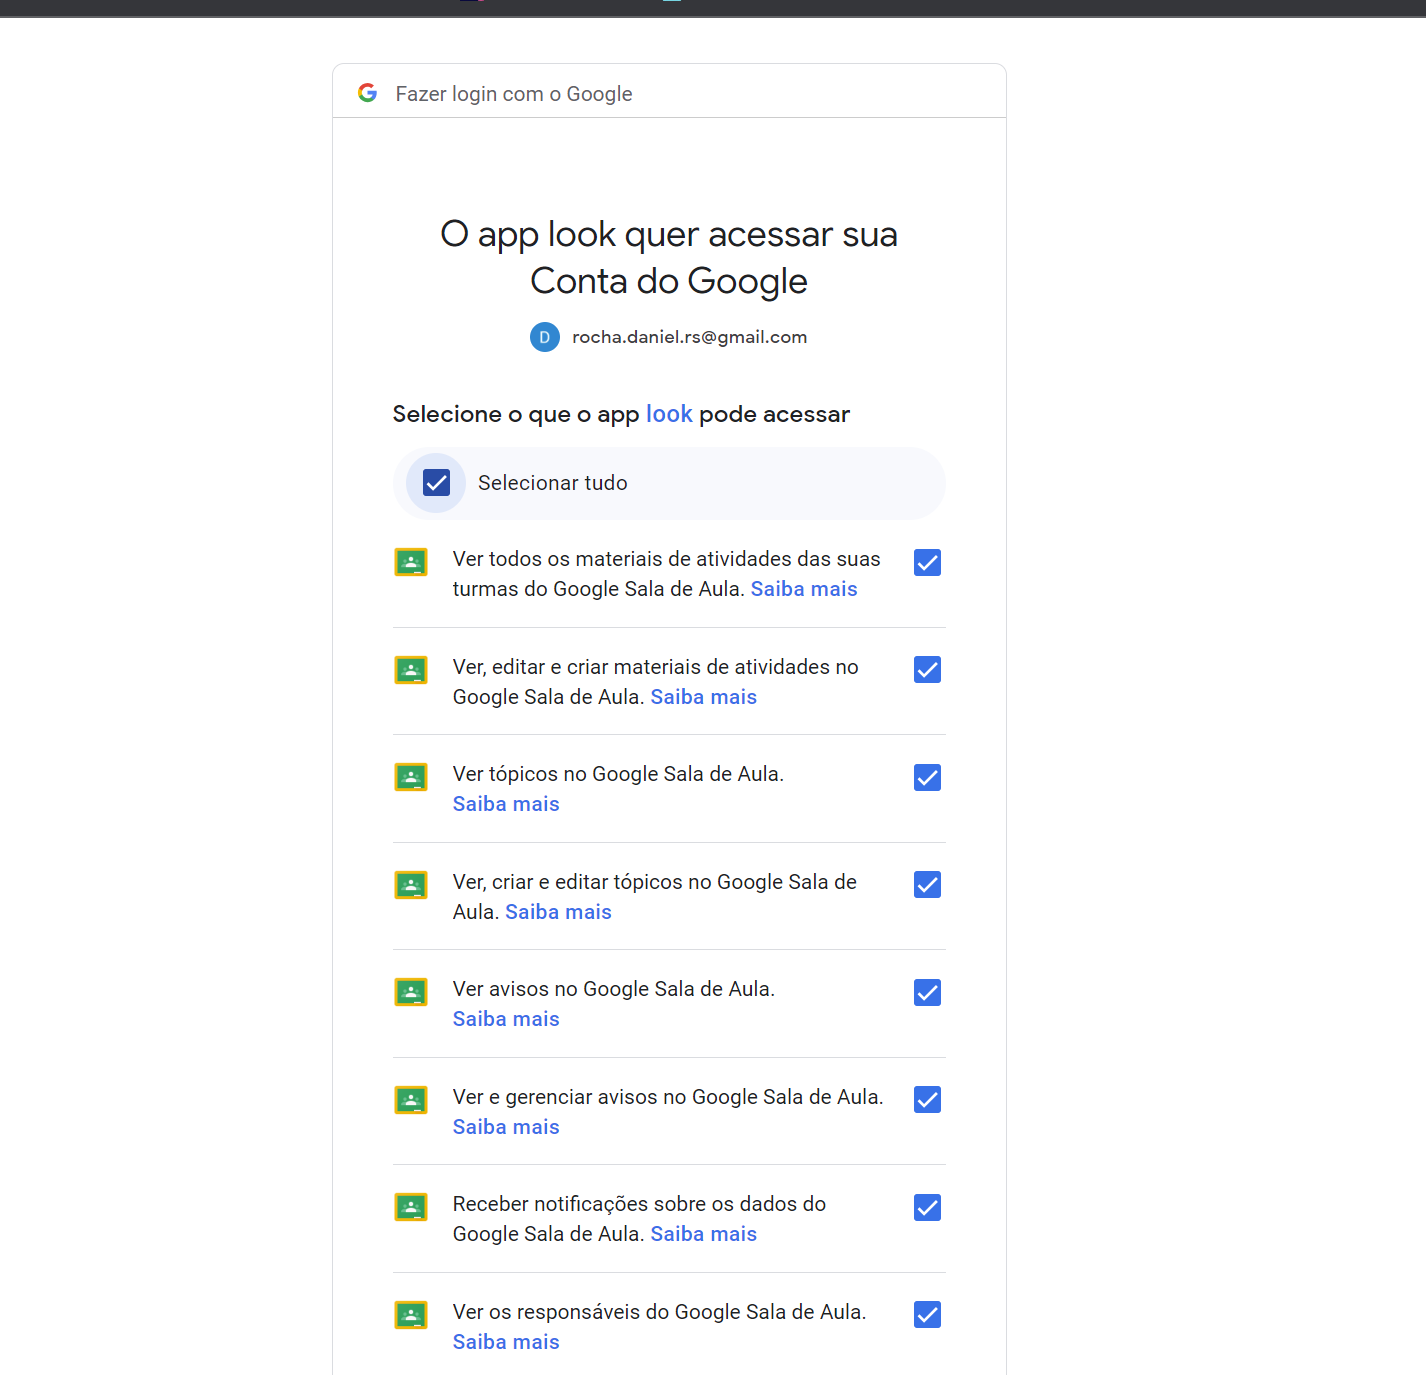 Fazer login com o Google
O app look quer acessar sua
Conta do Google
D rocha.daniel.rs@gmail.com
Selecione o que o app look pode acessar
Selecionar tudo
Ver todos os materiais de atividades das suas
turmas do Google Sala de Aula. Saiba mais
Ver, editar e criar materiais de atividades no
Google Sala de Aula. Saiba mais
Ver tópicos no Google Sala de Aula.
Saiba mais
Ver, criar e editar tópicos no Google Sala de
Aula. Saiba mais
Ver avisos no Google Sala de Aula.
Saiba mais
Ver e gerenciar avisos no Google Sala de Aula.
Saiba mais
Receber notificações sobre os dados do
Google Sala de Aula. Saiba mais
Ver os responsáveis do Google Sala de Aula.
Saiba mais